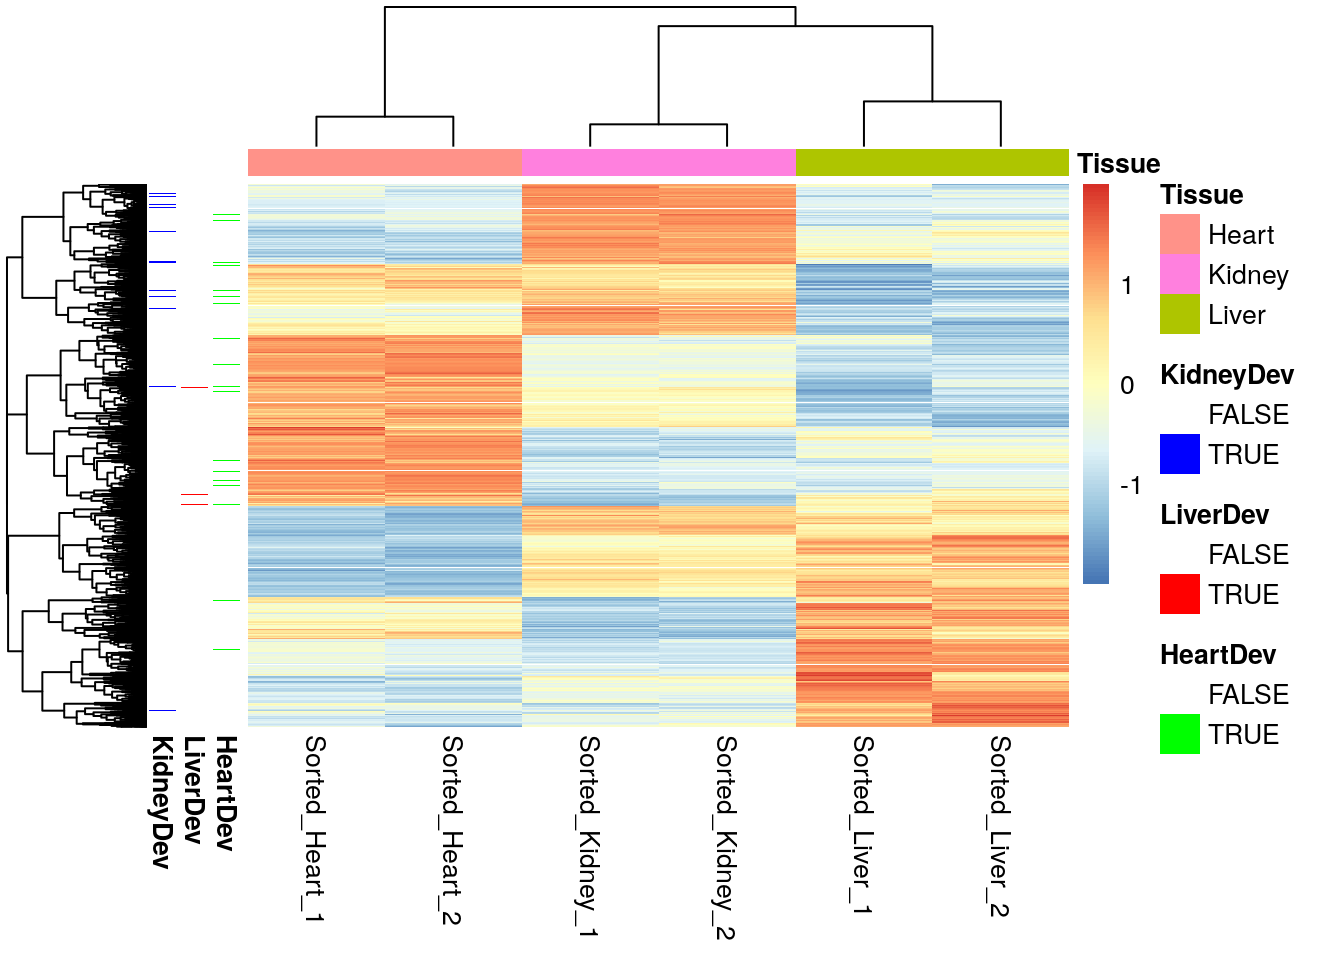 Tissue
1
0
-1
Tissue
Heart
Kidney
Liver
KidneyDev
FALSE
TRUE
LiverDev
FALSE
TRUE
HeartDev
FALSE
TRUE
KidneyDev
LiverDev
HeartDev
Sorted_Heart_1
Sorted_Heart_2
Sorted_Kidney_1
Sorted_Kidney_2
Sorted_Liver_1
Sorted_Liver_2